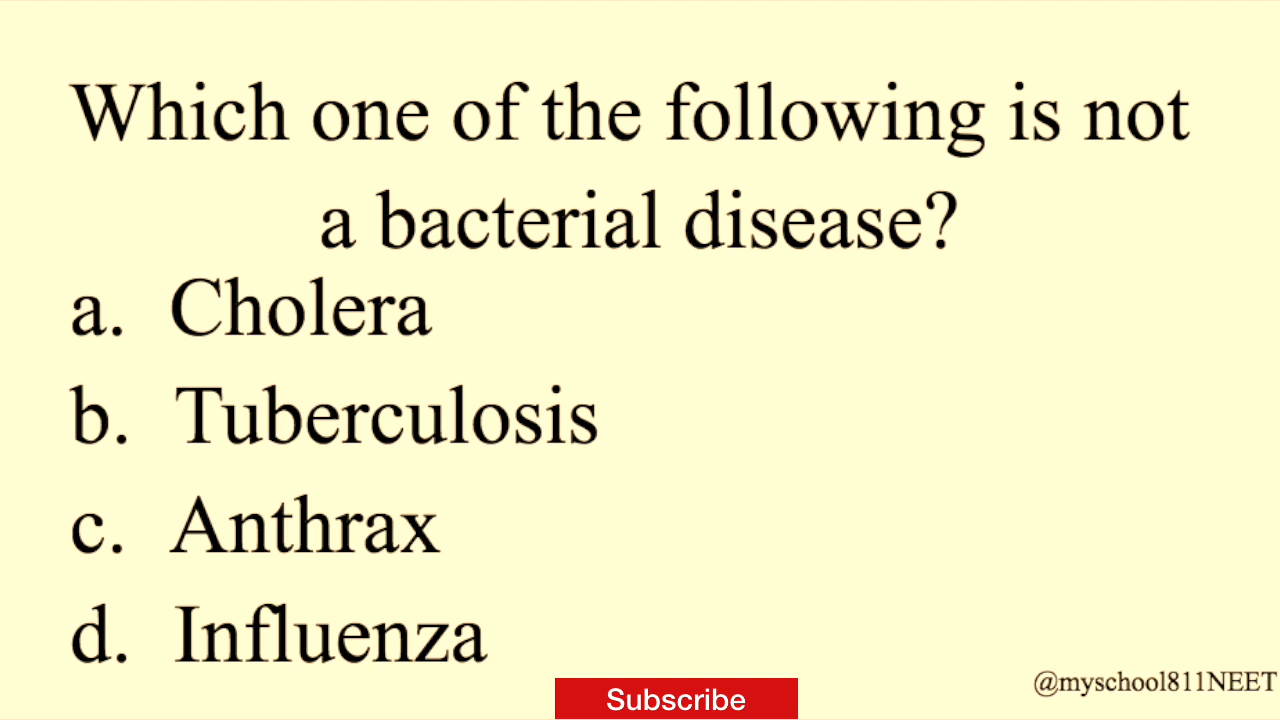 Which one of the following is not
a bacterial disease?
a. Cholera
b. Tuberculosis
c. Anthrax
d. Influenza
@myschool811NEET
Subscribe